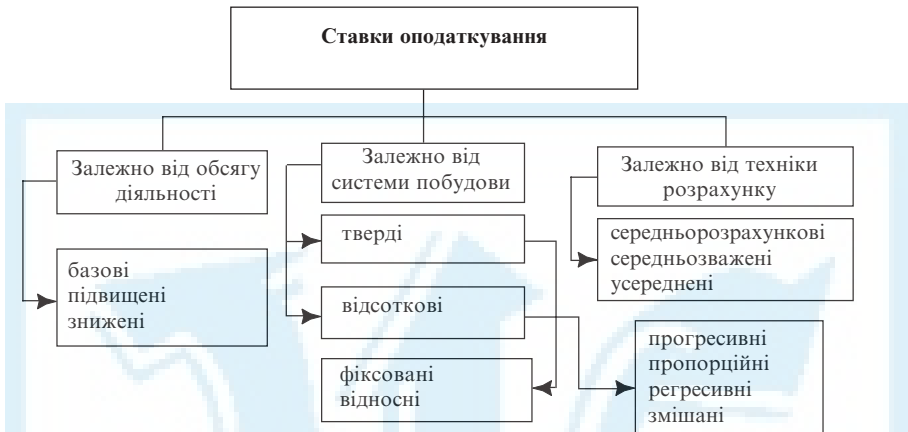 Ставки оподаткування
Залежно від обсягу
діяльності
базові
підвищені
знижені
Залежно від
системи побудови
тверді
відсоткові
фіксовані
відносні
Залежно від техніки
розрахунку
середньорозрахункові
середньозважені
усереднені
прогресивні
пропорційні
регресивні
змішані